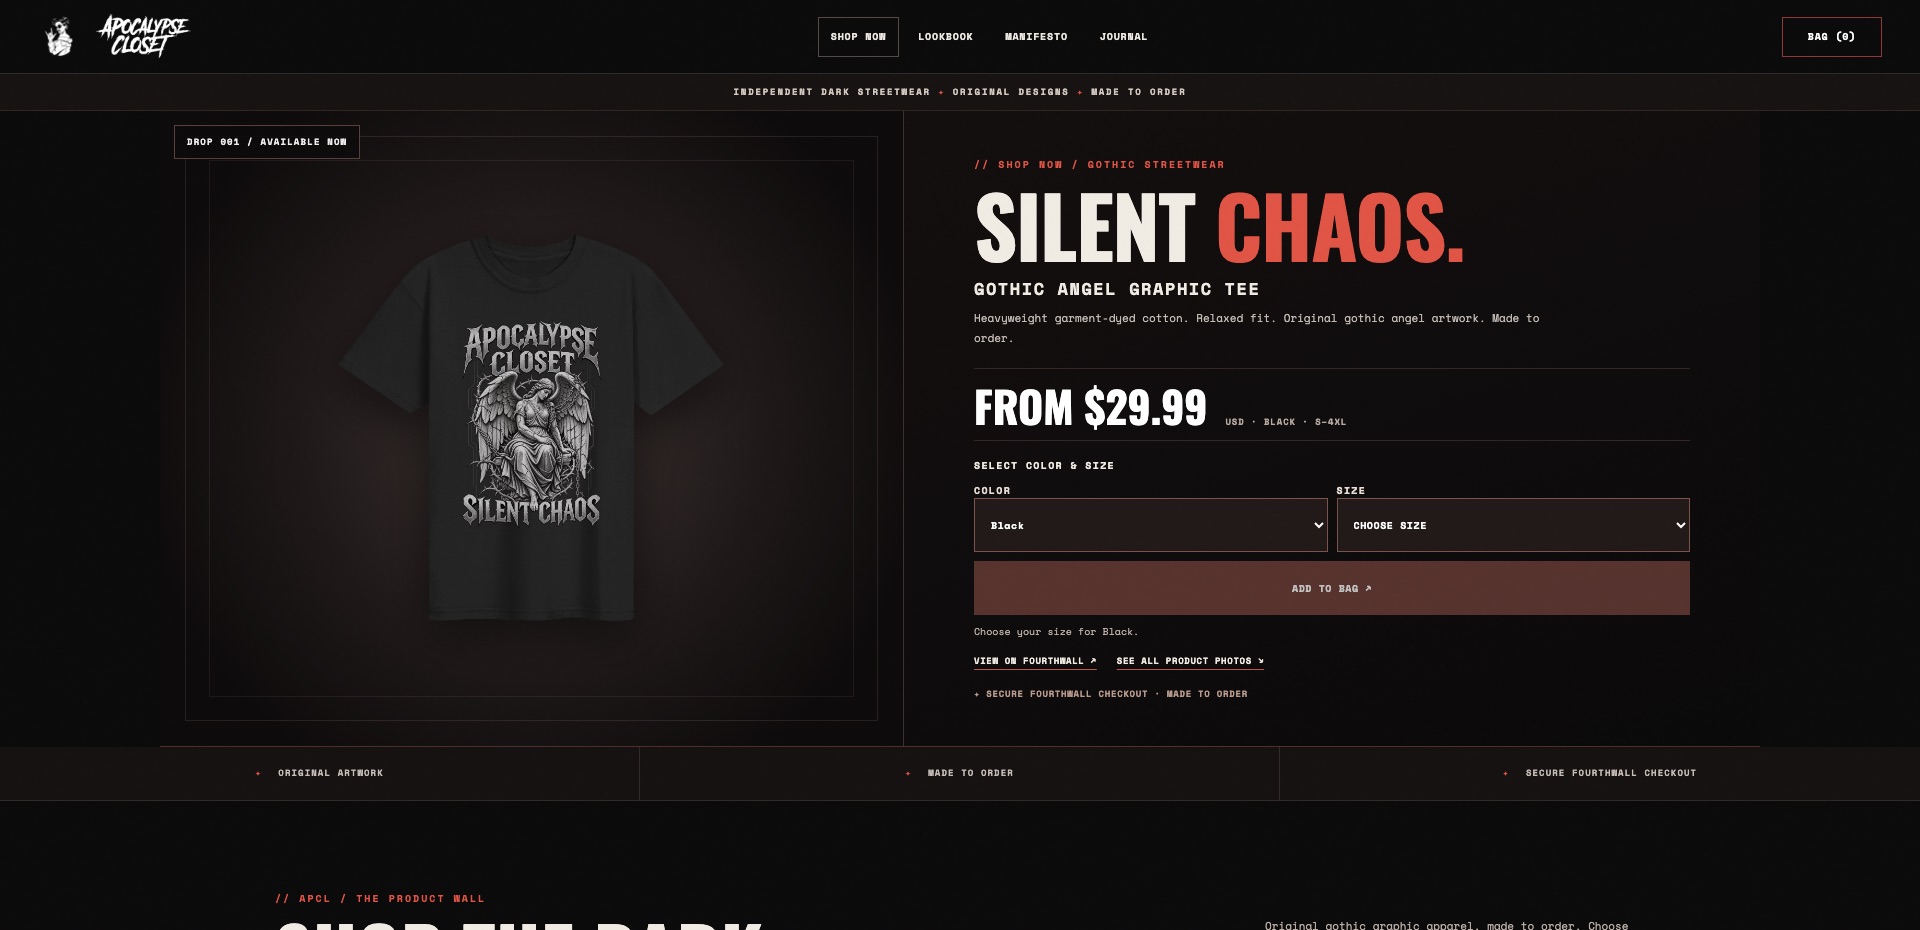 APOCALYPSE
CLOSET
SHOP NOW
LOOKBOOK
MANIFESTO
JOURNAL
BAG (0)
INDEPENDENT DARK STREETWEAR ✦ ORIGINAL DESIGNS ✦ MADE TO ORDER
DROP 001 / AVAILABLE NOW
APOCALYPSE
CLOSET
SILENT CHAOS
// SHOP NOW / GOTHIC STREETWEAR
SILENT CHAOS.
GOTHIC ANGEL GRAPHIC TEE
Heavyweight garment-dyed cotton. Relaxed fit. Original gothic angel artwork. Made to
order.
FROM $29.99
USD · BLACK · S–4XL
SELECT COLOR & SIZE
COLOR
SIZE
Black
CHOOSE SIZE
ADD TO BAG ↗
Choose your size for Black.
VIEW ON FOURTHWALL ↗
SEE ALL PRODUCT PHOTOS ↘
✦ SECURE FOURTHWALL CHECKOUT · MADE TO ORDER
✦ ORIGINAL ARTWORK
✦ MADE TO ORDER
✦ SECURE FOURTHWALL CHECKOUT
// APCL / THE PRODUCT WALL
SHOP THE DARK
Original gothic graphic apparel, made to order. Choose